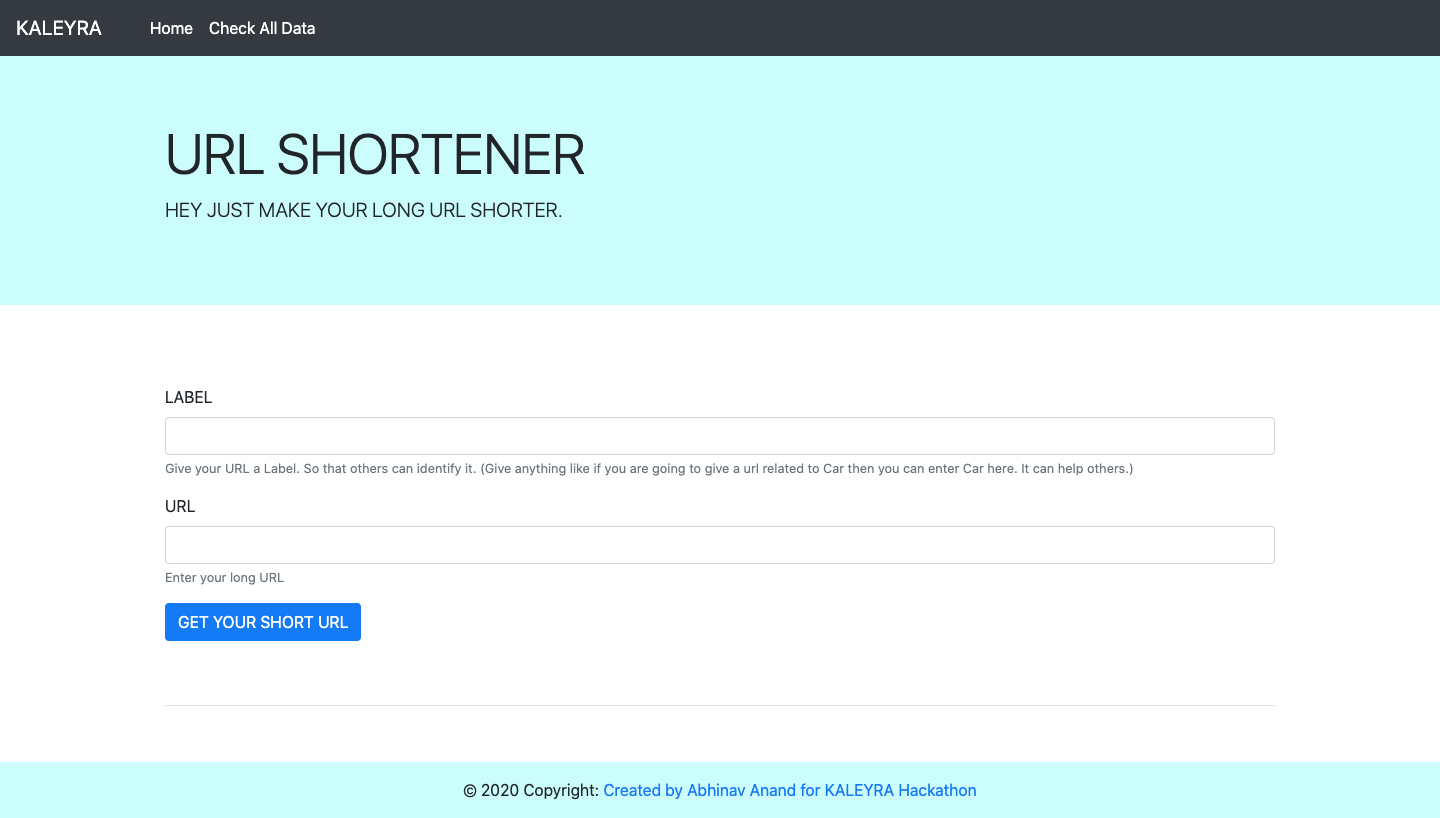 KALEYRA Home Check All Data
URL SHORTENER
HEY JUST MAKE YOUR LONG URL SHORTER.
LABEL
Give your URL a Label. So that others can identify it. (Give anything like if you are going to give a url related to Car then you can enter Car here. It can help others.)
URL
Enter your long URL
GET YOUR SHORT URL
© 2020 Copyright: Created by Abhinav Anand for KALEYRA Hackathon